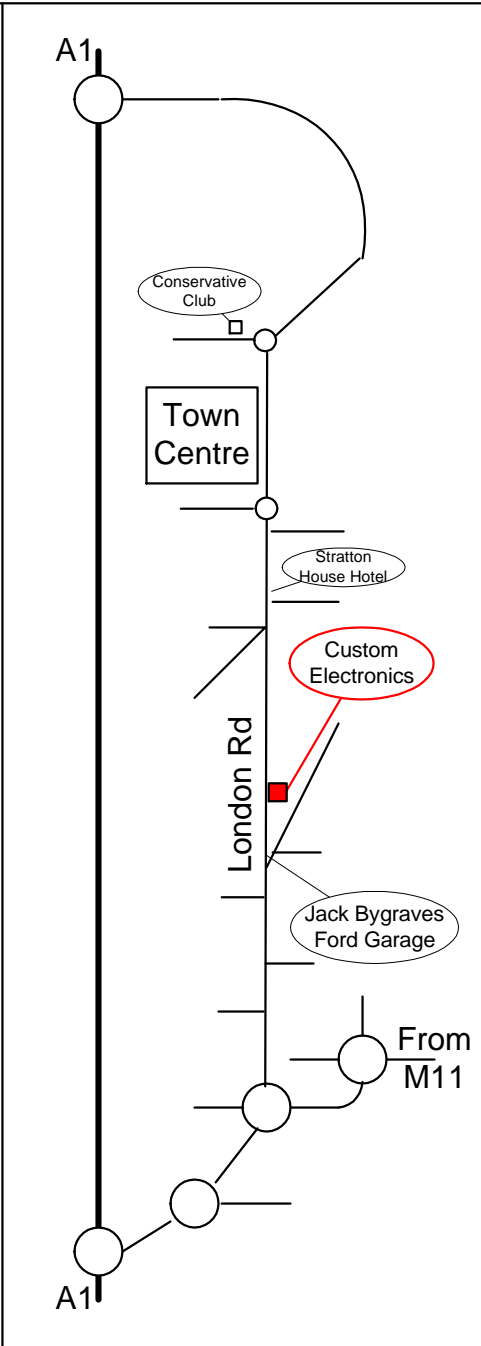 A1
Conservative
Club
Town
Centre
Stratton
House Hotel
Custom
Electronics
London Rd
Jack Bygraves
Ford Garage
From
M11
A1